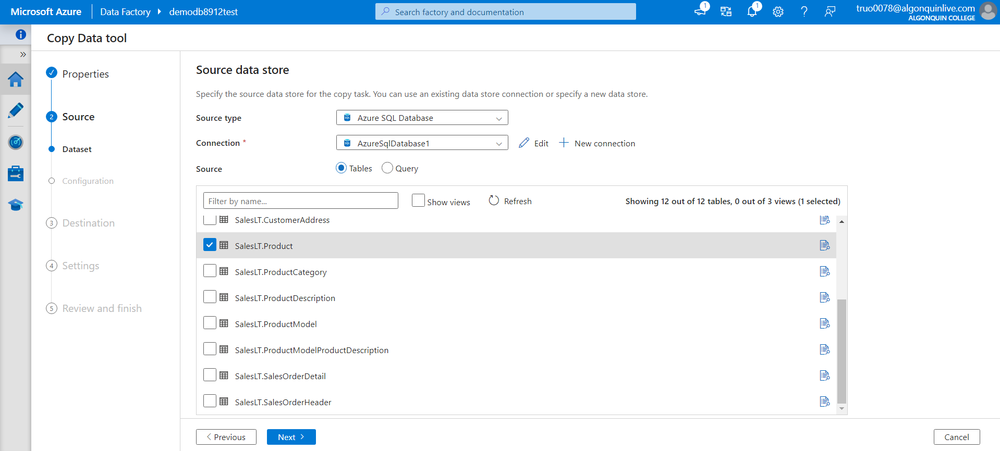 Microsoft Azure
Data Factory
demodb8912test
Search factory and documentation
1
1
truo0078@algonquinlive.com
ALGONQUIN COLLEGE
Copy Data tool
Properties
2 Source
Dataset
Configuration
3 Destination
4 Settings
5 Review and finish
Source data store
Specify the source data store for the copy task. You can use an existing data store connection or specify a new data store.
Source type
SQL Azure SQL Database
Connection *
SQL AzureSqlDatabase1
Edit
New connection
Source
Tables
Query
Filter by name...
Show views
Refresh
Showing 12 out of 12 tables, 0 out of 3 views (1 selected)
SalesLT.CustomerAddress
SalesLT.Product
SalesLT.ProductCategory
SalesLT.ProductDescription
SalesLT.ProductModel
SalesLT.ProductModelProductDescription
SalesLT.SalesOrderDetail
SalesLT.SalesOrderHeader
Previous
Next
Cancel